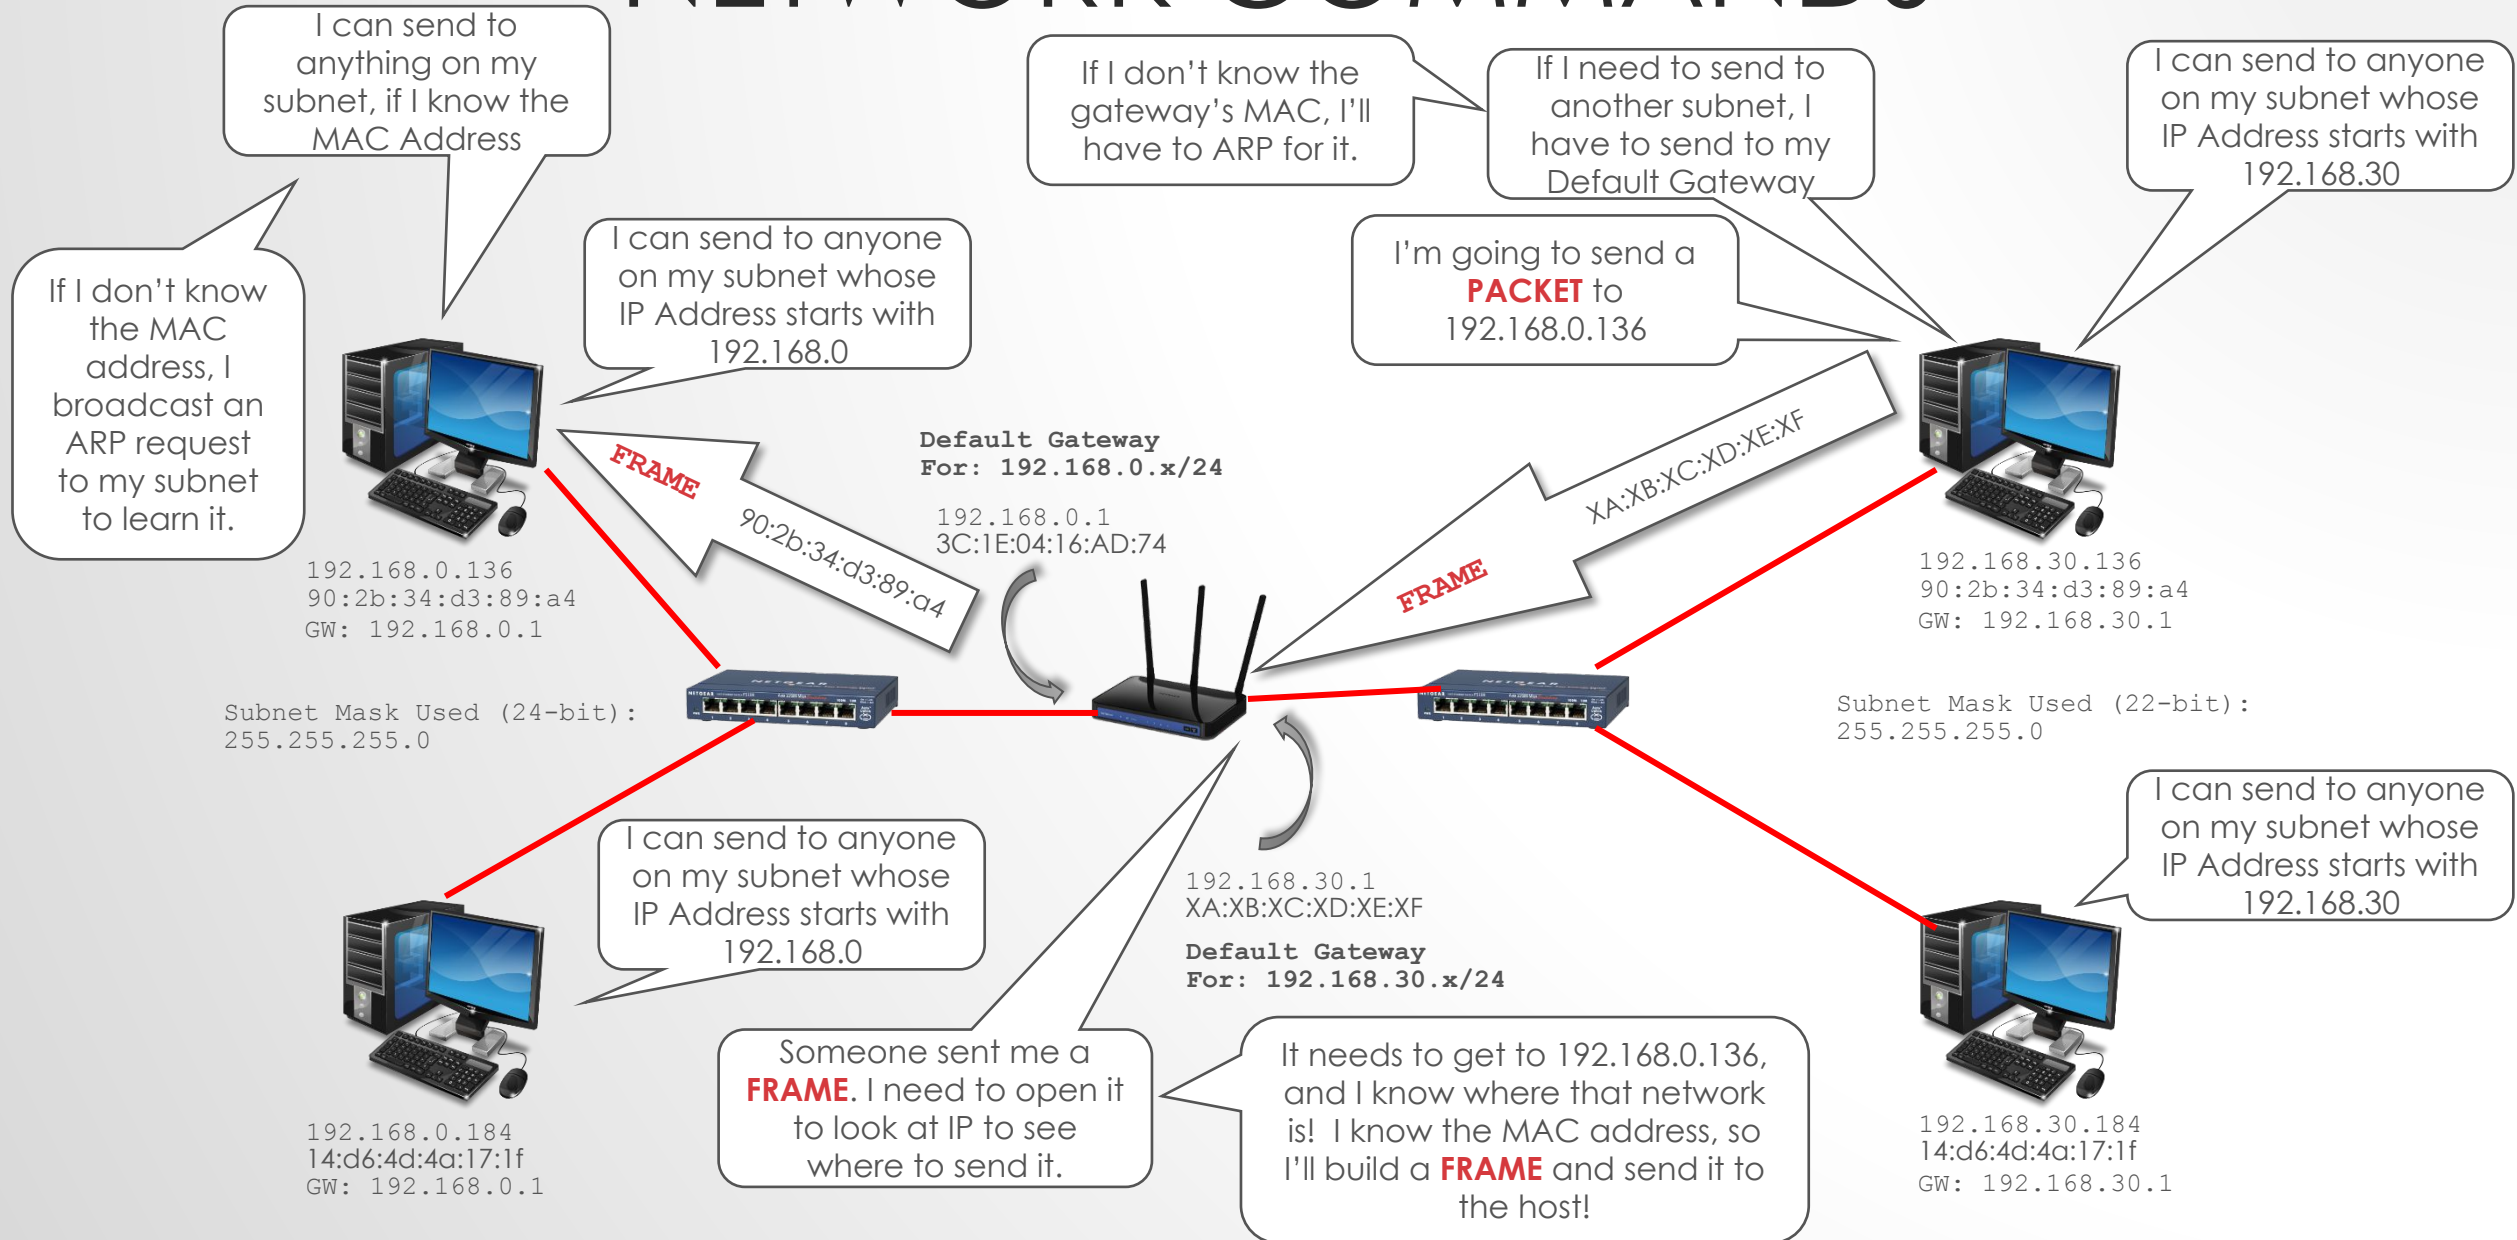 NETWORK COMMANDS
I can send to
anything on my
subnet, if I know the
MAC Address
If I don't know the
gateway's MAC, I'll
have to ARP for it.
If I need to send to
another subnet, I
have to send to my
Default Gateway
I can send to anyone
on my subnet whose
IP Address starts with
192.168.30
If I don't know
the MAC
address, I
broadcast an
ARP request
to my subnet
to learn it.
I can send to anyone
on my subnet whose
IP Address starts with
192.168.0
I'm going to send a
PACKET to
192.168.0.136
FRAME
90:2b:34:d3:89:a4
Default Gateway
For: 192.168.0.x/24
192.168.0.1
3C:1E:04:16:AD:74
XA:XB:XC:XD:XE:XF
FRAME
192.168.0.136
90:2b:34:d3:89:a4
GW: 192.168.0.1
192.168.30.136
90:2b:34:d3:89:a4
GW: 192.168.30.1
NETGEAR
NETGEAR
NETGEAR
NETGEAR
Subnet Mask Used (24-bit):
255.255.255.0
Subnet Mask Used (22-bit):
255.255.255.0
I can send to anyone
on my subnet whose
IP Address starts with
192.168.0
192.168.30.1
XA:XB:XC:XD:XE:XF
Default Gateway
For: 192.168.30.x/24
I can send to anyone
on my subnet whose
IP Address starts with
192.168.30
192.168.0.184
14:d6:4d:4a:17:1f
GW: 192.168.0.1
Someone sent me a
FRAME. I need to open it
to look at IP to see
where to send it.
It needs to get to 192.168.0.136,
and I know where that network
is! I know the MAC address, so
I'll build a FRAME and send it to
the host!
192.168.30.184
14:d6:4d:4a:17:1f
GW: 192.168.30.1